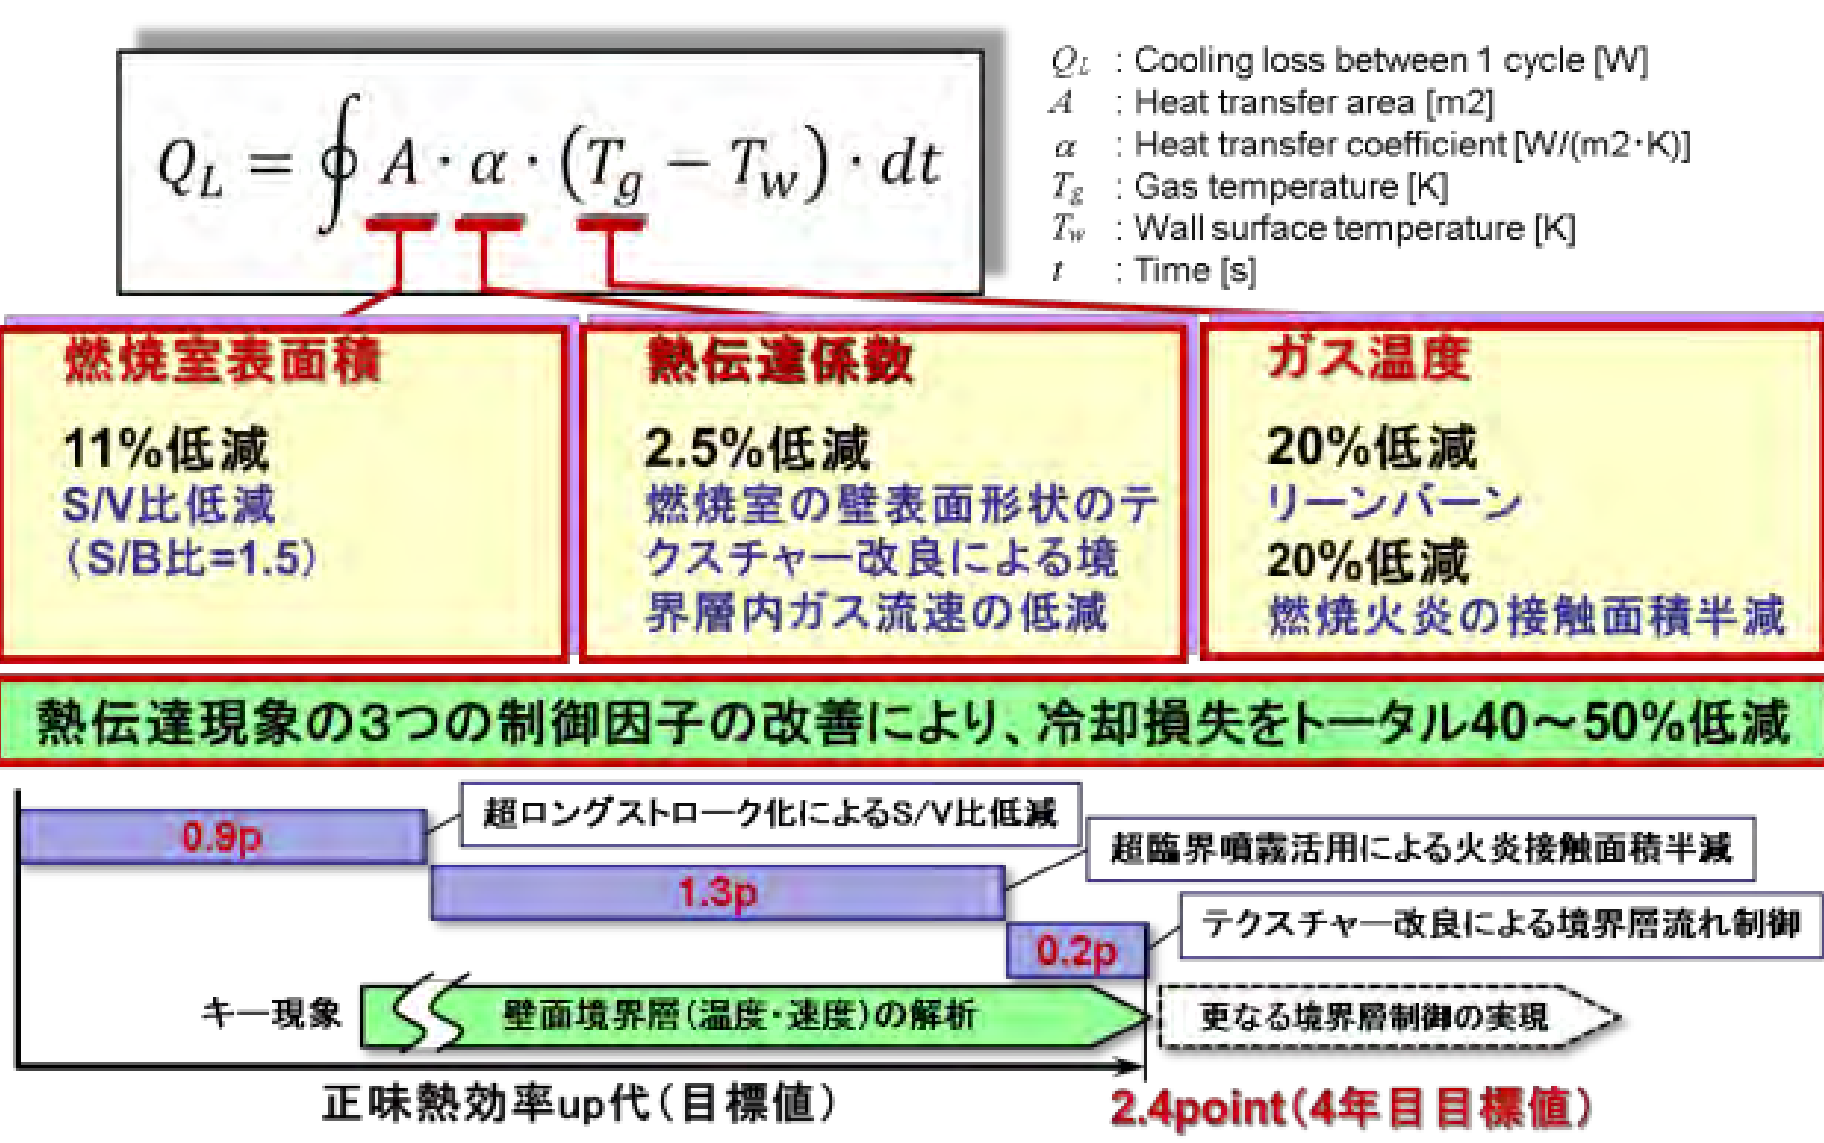 Q_L = ∮ A・α・(T_g − T_w)・dt
Q_L : Cooling loss between 1 cycle [W]
A : Heat transfer area [m2]
α : Heat transfer coefficient [W/(m2・K)]
T_g : Gas temperature [K]
T_w : Wall surface temperature [K]
t : Time [s]
燃焼室表面積
11%低減
S/V比低減
（S/B比=1.5）
熱伝達係数
2.5%低減
燃焼室の壁表面形状のテ
クスチャー改良による境
界層内ガス流速の低減
ガス温度
20%低減
リーンバーン
20%低減
燃焼火炎の接触面積半減
熱伝達現象の３つの制御因子の改善により、冷却損失をトータル40～50%低減
0.9p
超ロングストローク化によるS/V比低減
1.3p
超臨界噴霧活用による火炎接触面積半減
0.2p
テクスチャー改良による境界層流れ制御
キー現象
壁面境界層（温度・速度）の解析
更なる境界層制御の実現
正味熱効率up代（目標値）
2.4point（4年目目標値）